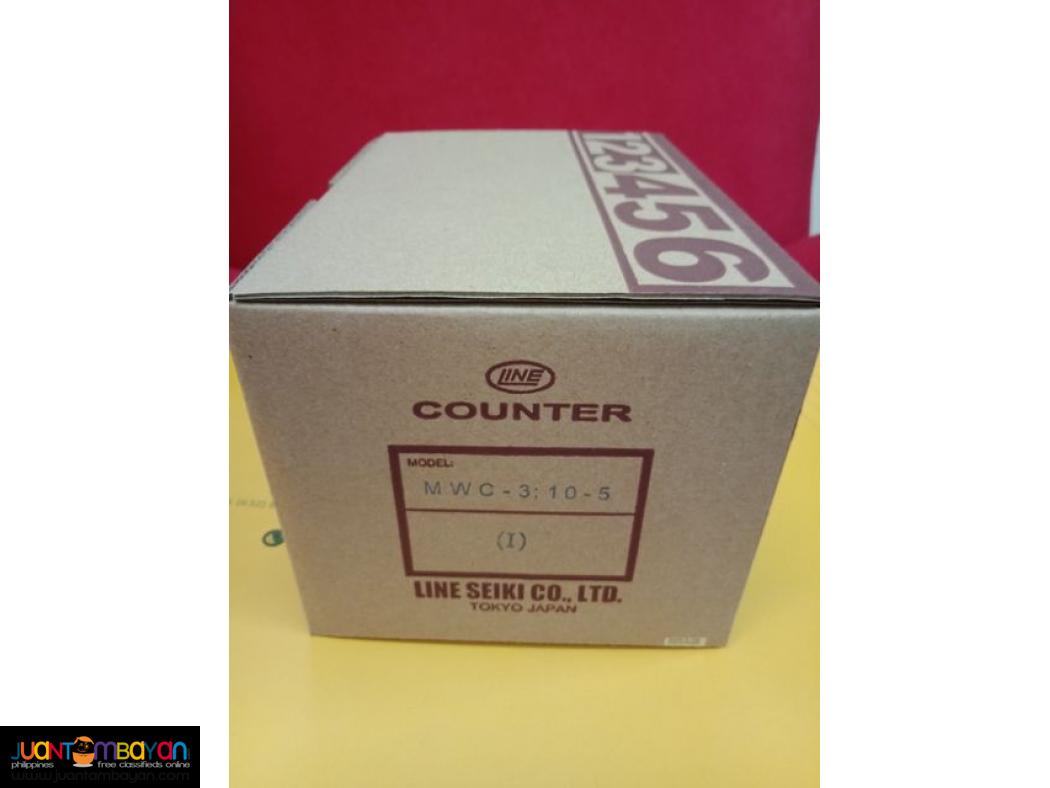 123456
LINE
COUNTER
MODEL:
MWC-3:10-5
(I)
LINE SEIKI CO., LTD.
TOKYO JAPAN
JUANTAMBAYAN
philippines free classifieds online
www.juantambayan.com